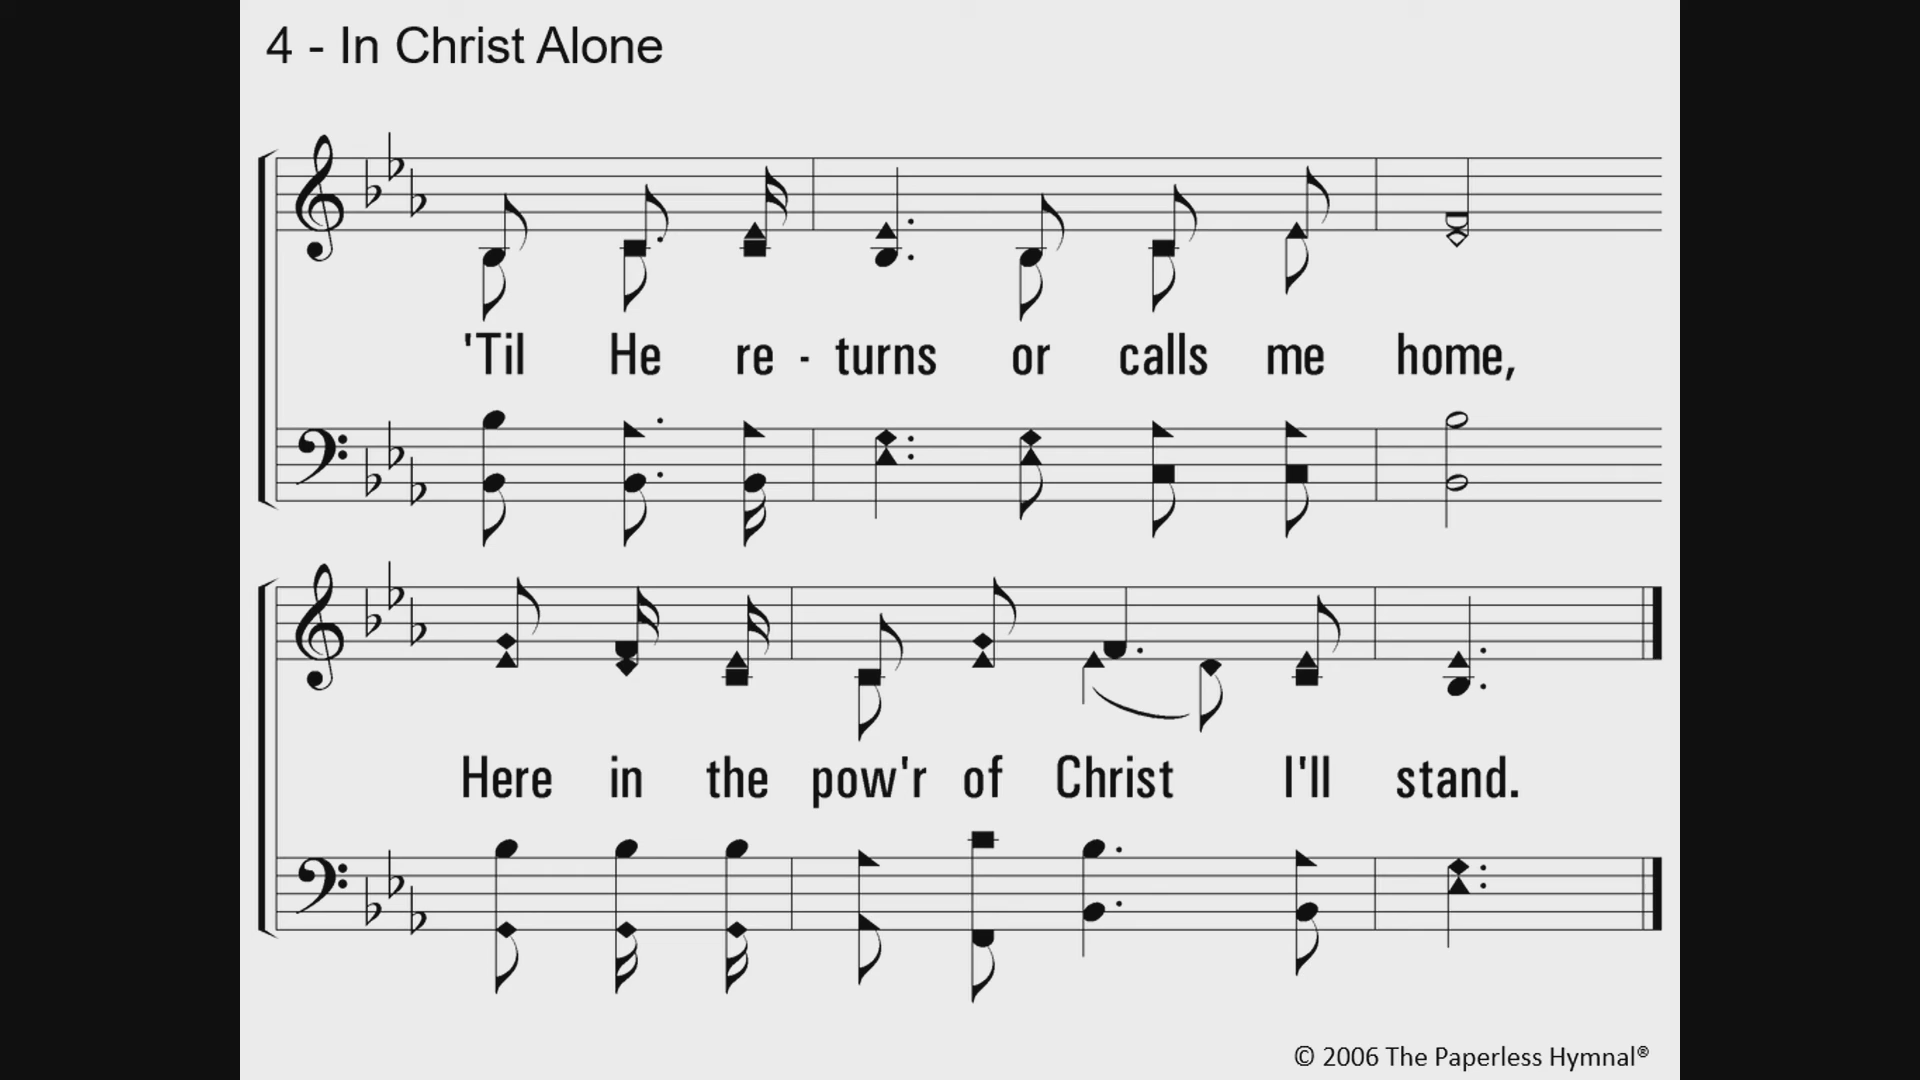 4 - In Christ Alone
'Til He re - turns or calls me home,
Here in the pow'r of Christ I'll stand.
© 2006 The Paperless Hymnal®